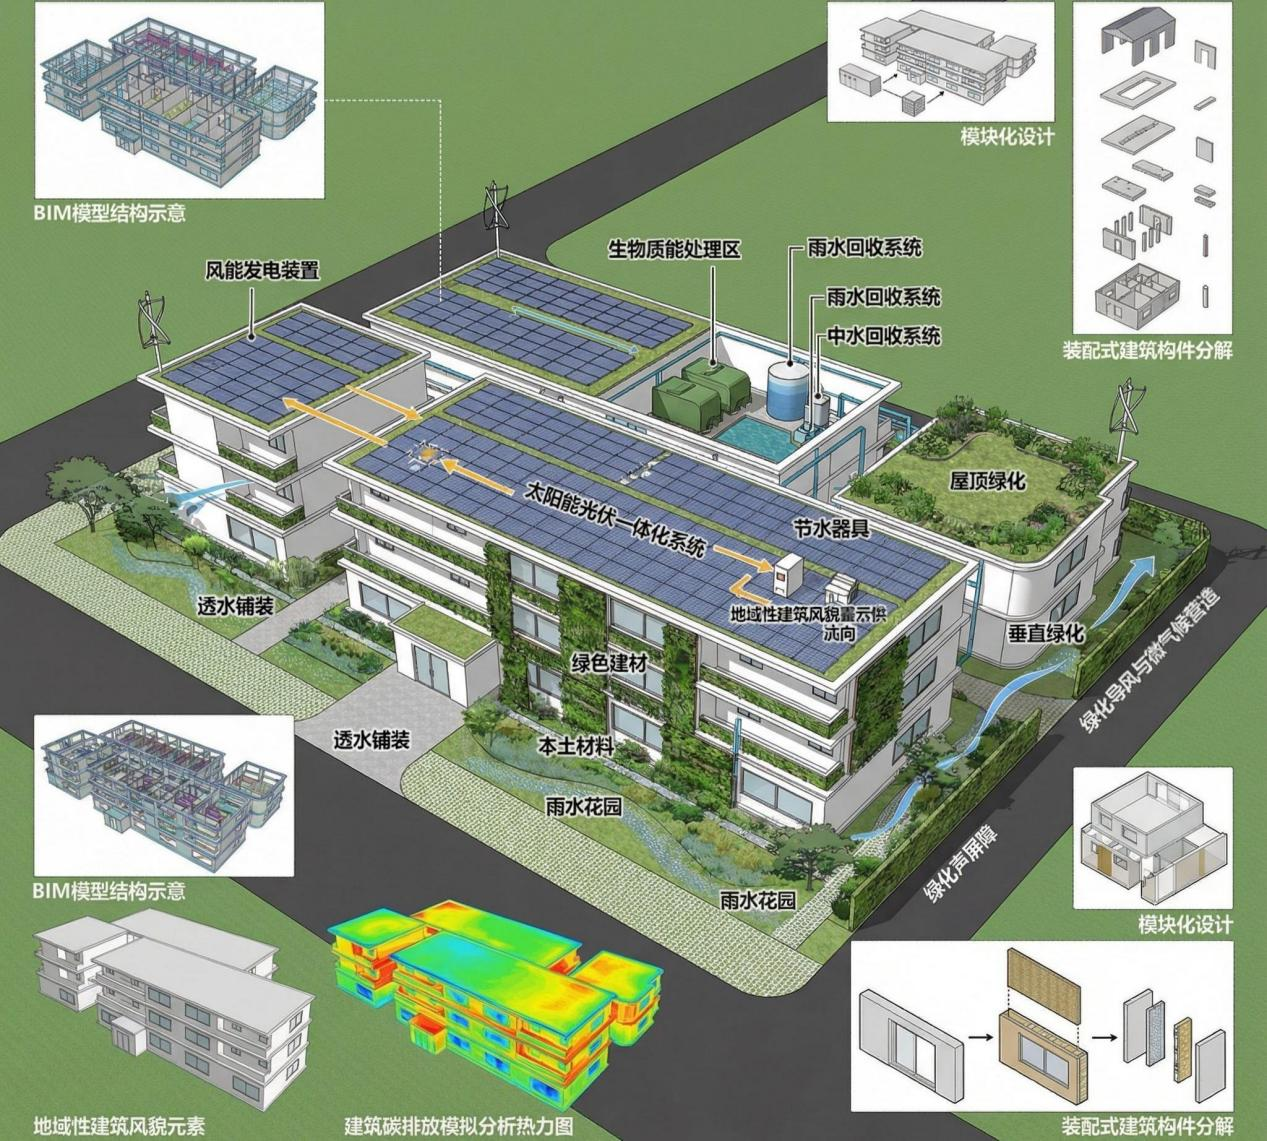 模块化设计
BIM模型结构示意
装配式建筑构件分解
风能发电装置
生物质能处理区
雨水回收系统
雨水回收系统
中水回收系统
屋顶绿化
太阳能光伏一体化系统
节水器具
透水铺装
地域性建筑风貌
向
垂直绿化
绿色建材
绿化导风与微气候营造
透水铺装
本土材料
雨水花园
绿化声屏障
雨水花园
BIM模型结构示意
模块化设计
地域性建筑风貌元素
建筑碳排放模拟分析热力图
装配式建筑构件分解